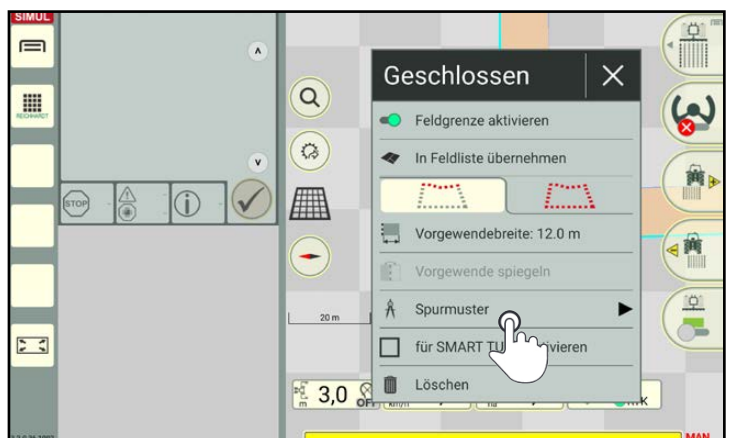 SIMUL
REICHHARDT
STOP
20 m
Geschlossen
Feldgrenze aktivieren
In Feldliste übernehmen
Vorgewendebreite: 12.0 m
Vorgewende spiegeln
Spurmuster
für SMART TU
ivieren
Löschen
m
3,0
OFF
km/h
ha
MAN